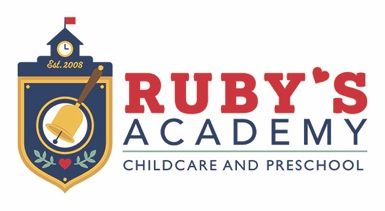 Est. 2008
RUBY'S
ACADEMY
CHILDCARE AND PRESCHOOL